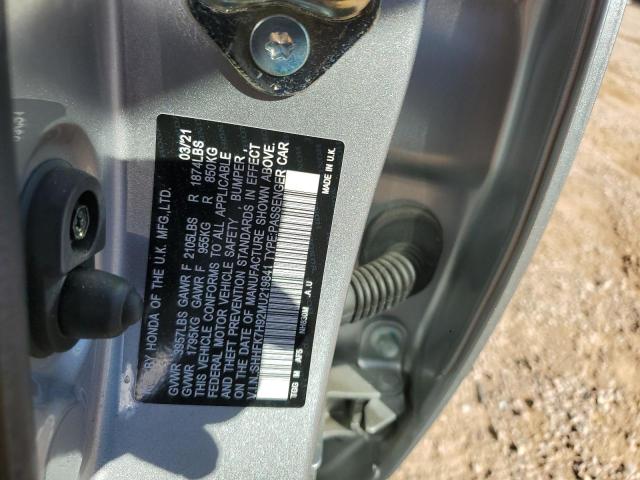 MFD. BY HONDA OF THE U.K. MFG., LTD. 03/21
GVWR 3957LBS GAWR F 2105LBS R 1874LBS
GVWR 1795KG GAWR F 955KG R 850KG
THIS VEHICLE CONFORMS TO ALL APPLICABLE
FEDERAL MOTOR VEHICLE SAFETY, BUMPER,
AND THEFT PREVENTION STANDARDS IN EFFECT
ON THE DATE OF MANUFACTURE SHOWN ABOVE.
V.I.N. SHHFK7H92MU219841 TYPE:PASSENGER CAR
A.U MADE IN U.K.